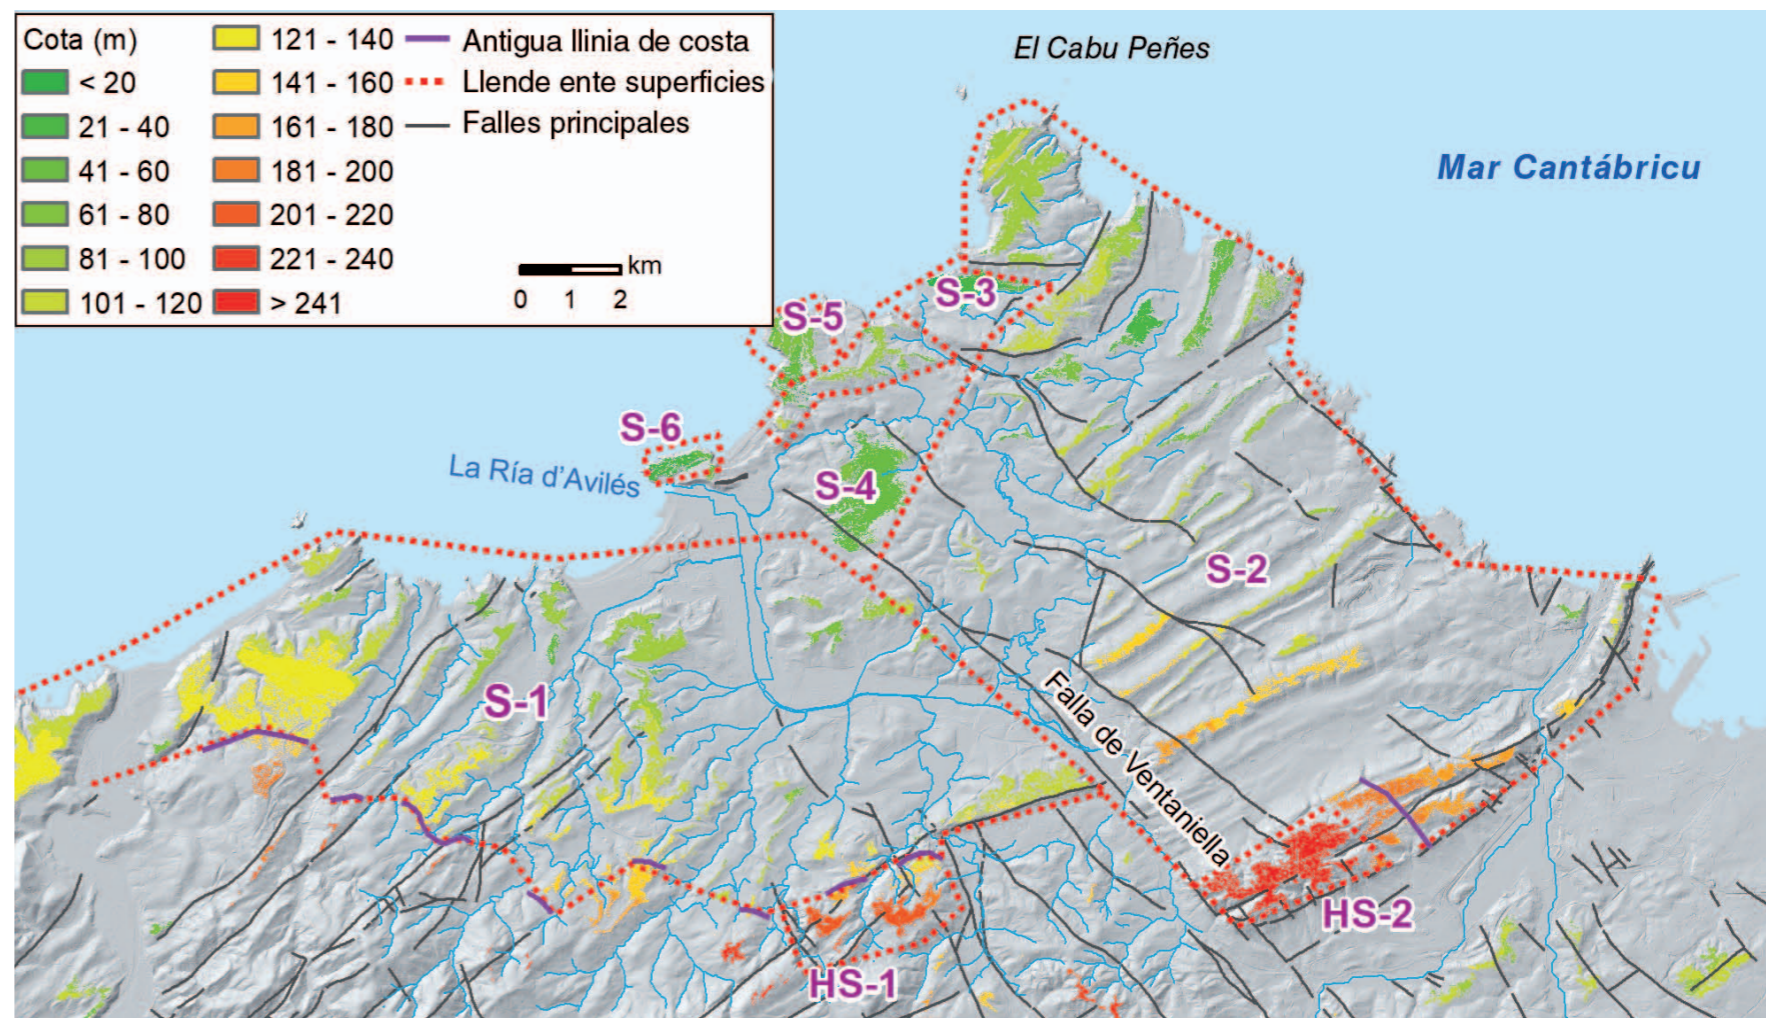 Cota (m)
< 20
21 - 40
41 - 60
61 - 80
81 - 100
101 - 120
121 - 140
141 - 160
161 - 180
181 - 200
201 - 220
221 - 240
> 241
Antigua llinia de costa
Llende ente superficies
Falles principales
km
0 1 2
El Cabu Peñes
Mar Cantábricu
S-3
S-5
S-6
La Ría d'Avilés
S-4
S-2
S-1
Falla de Ventaniella
HS-2
HS-1